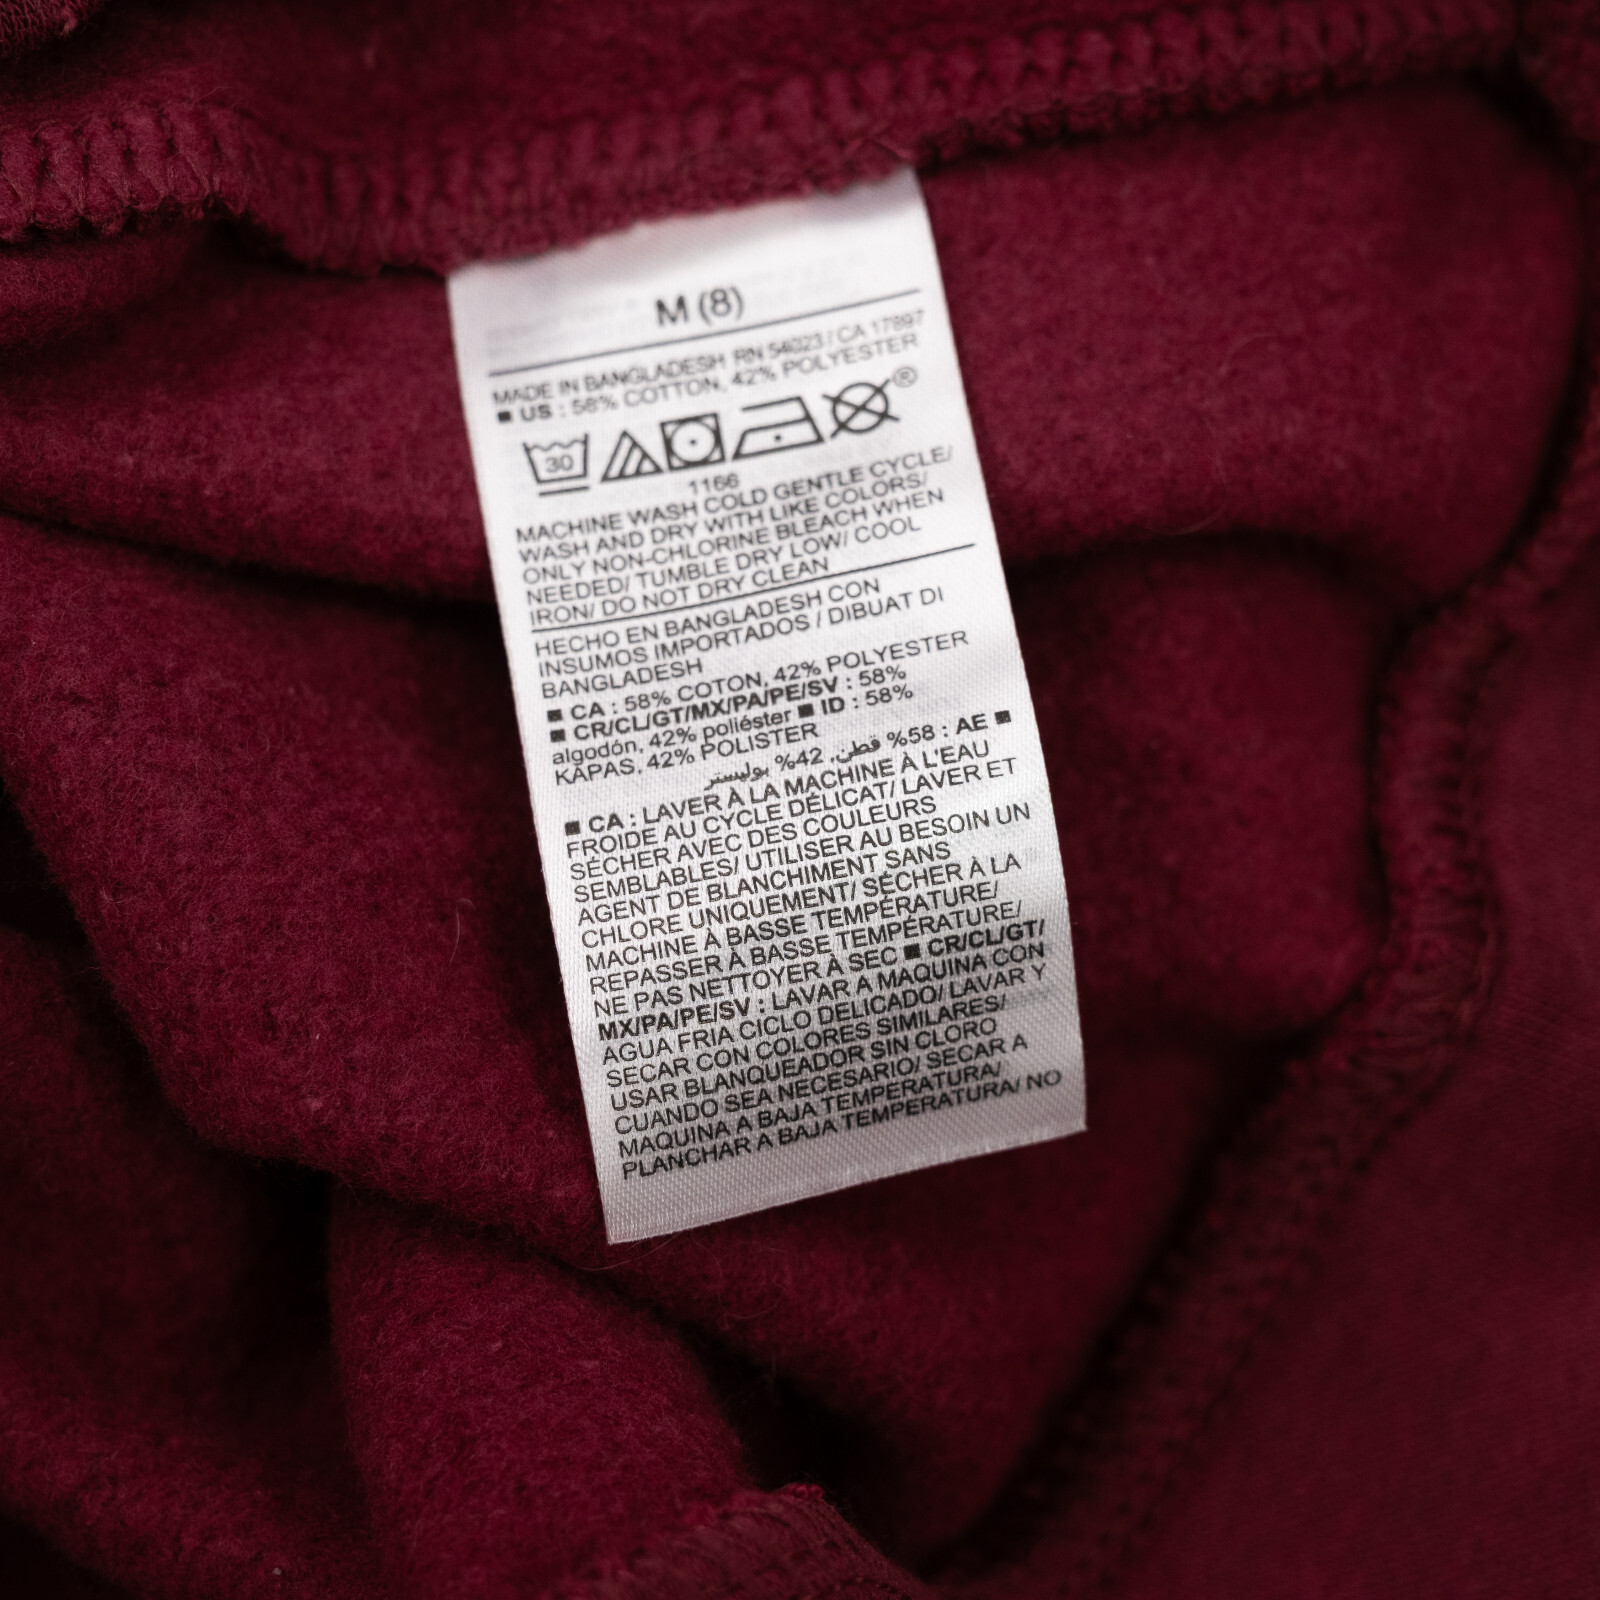 M (8)
MADE IN BANGLADESH RN 54023 / CA 17897
■ US : 58% COTTON, 42% POLYESTER
30 ®
1166
MACHINE WASH COLD GENTLE CYCLE/
WASH AND DRY WITH LIKE COLORS/
ONLY NON-CHLORINE BLEACH WHEN
NEEDED/ TUMBLE DRY LOW/ COOL
IRON/ DO NOT DRY CLEAN
HECHO EN BANGLADESH CON
INSUMOS IMPORTADOS / DIBUAT DI
BANGLADESH
■ CA : 58% COTON, 42% POLYESTER
■ CR/CL/GT/MX/PA/PE/SV : 58%
algodón, 42% poliéster ■ ID : 58%
KAPAS, 42% POLISTER
■ AE : 58% قطن, 42% بوليستر
■ CA : LAVER À LA MACHINE À L'EAU
FROIDE AU CYCLE DÉLICAT/ LAVER ET
SÉCHER AVEC DES COULEURS
SEMBLABLES/ UTILISER AU BESOIN UN
AGENT DE BLANCHIMENT SANS
CHLORE UNIQUEMENT/ SÉCHER À LA
MACHINE À BASSE TEMPÉRATURE/
REPASSER À BASSE TEMPÉRATURE/
NE PAS NETTOYER À SEC ■ CR/CL/GT/
MX/PA/PE/SV : LAVAR A MAQUINA CON
AGUA FRIA CICLO DELICADO/ LAVAR Y
SECAR CON COLORES SIMILARES/
USAR BLANQUEADOR SIN CLORO
CUANDO SEA NECESARIO/ SECAR A
MAQUINA A BAJA TEMPERATURA/
PLANCHAR A BAJA TEMPERATURA/ NO